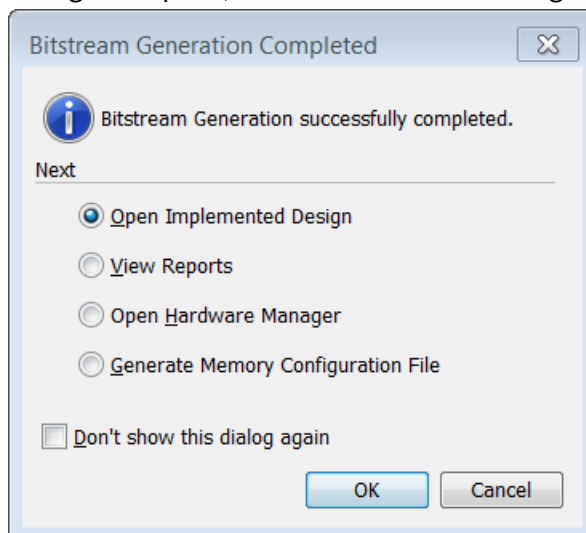 Bitstream Generation Completed
Bitstream Generation successfully completed.
Next
Open Implemented Design
View Reports
Open Hardware Manager
Generate Memory Configuration File
Don't show this dialog again
OK Cancel